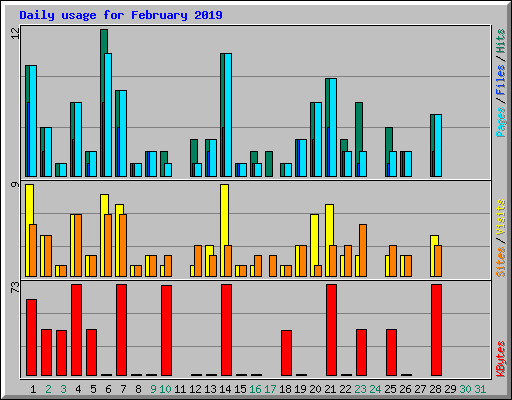 Daily usage for February 2019
12
Pages / Files / Hits
9
Sites / Visits
73
KBytes
1 2 3 4 5 6 7 8 9 10 11 12 13 14 15 16 17 18 19 20 21 22 23 24 25 26 27 28 29 30 31